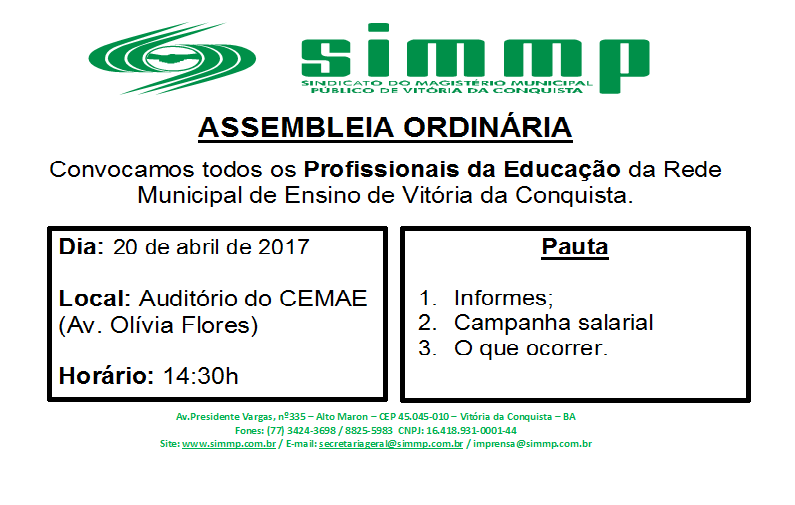 simmp
SINDICATO DO MAGISTÉRIO MUNICIPAL
PÚBLICO DE VITÓRIA DA CONQUISTA
ASSEMBLEIA ORDINÁRIA
Convocamos todos os Profissionais da Educação da Rede
Municipal de Ensino de Vitória da Conquista.
Dia: 20 de abril de 2017
Local: Auditório do CEMAE
(Av. Olívia Flores)
Horário: 14:30h
Pauta
1. Informes;
2. Campanha salarial
3. O que ocorrer.
Av.Presidente Vargas, nº335 – Alto Maron – CEP 45.045-010 – Vitória da Conquista – BA
Fones: (77) 3424-3698 / 8825-5983 CNPJ: 16.418.931-0001-44
Site: www.simmp.com.br / E-mail: secretariageral@simmp.com.br / imprensa@simmp.com.br